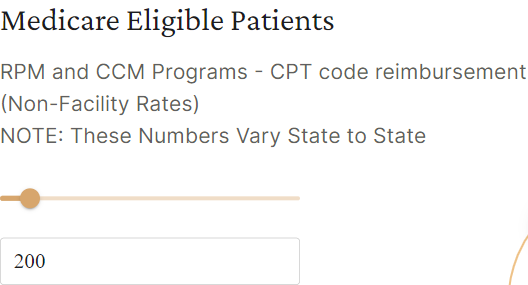 Medicare Eligible Patients
RPM and CCM Programs - CPT code reimbursement
(Non-Facility Rates)
NOTE: These Numbers Vary State to State
200